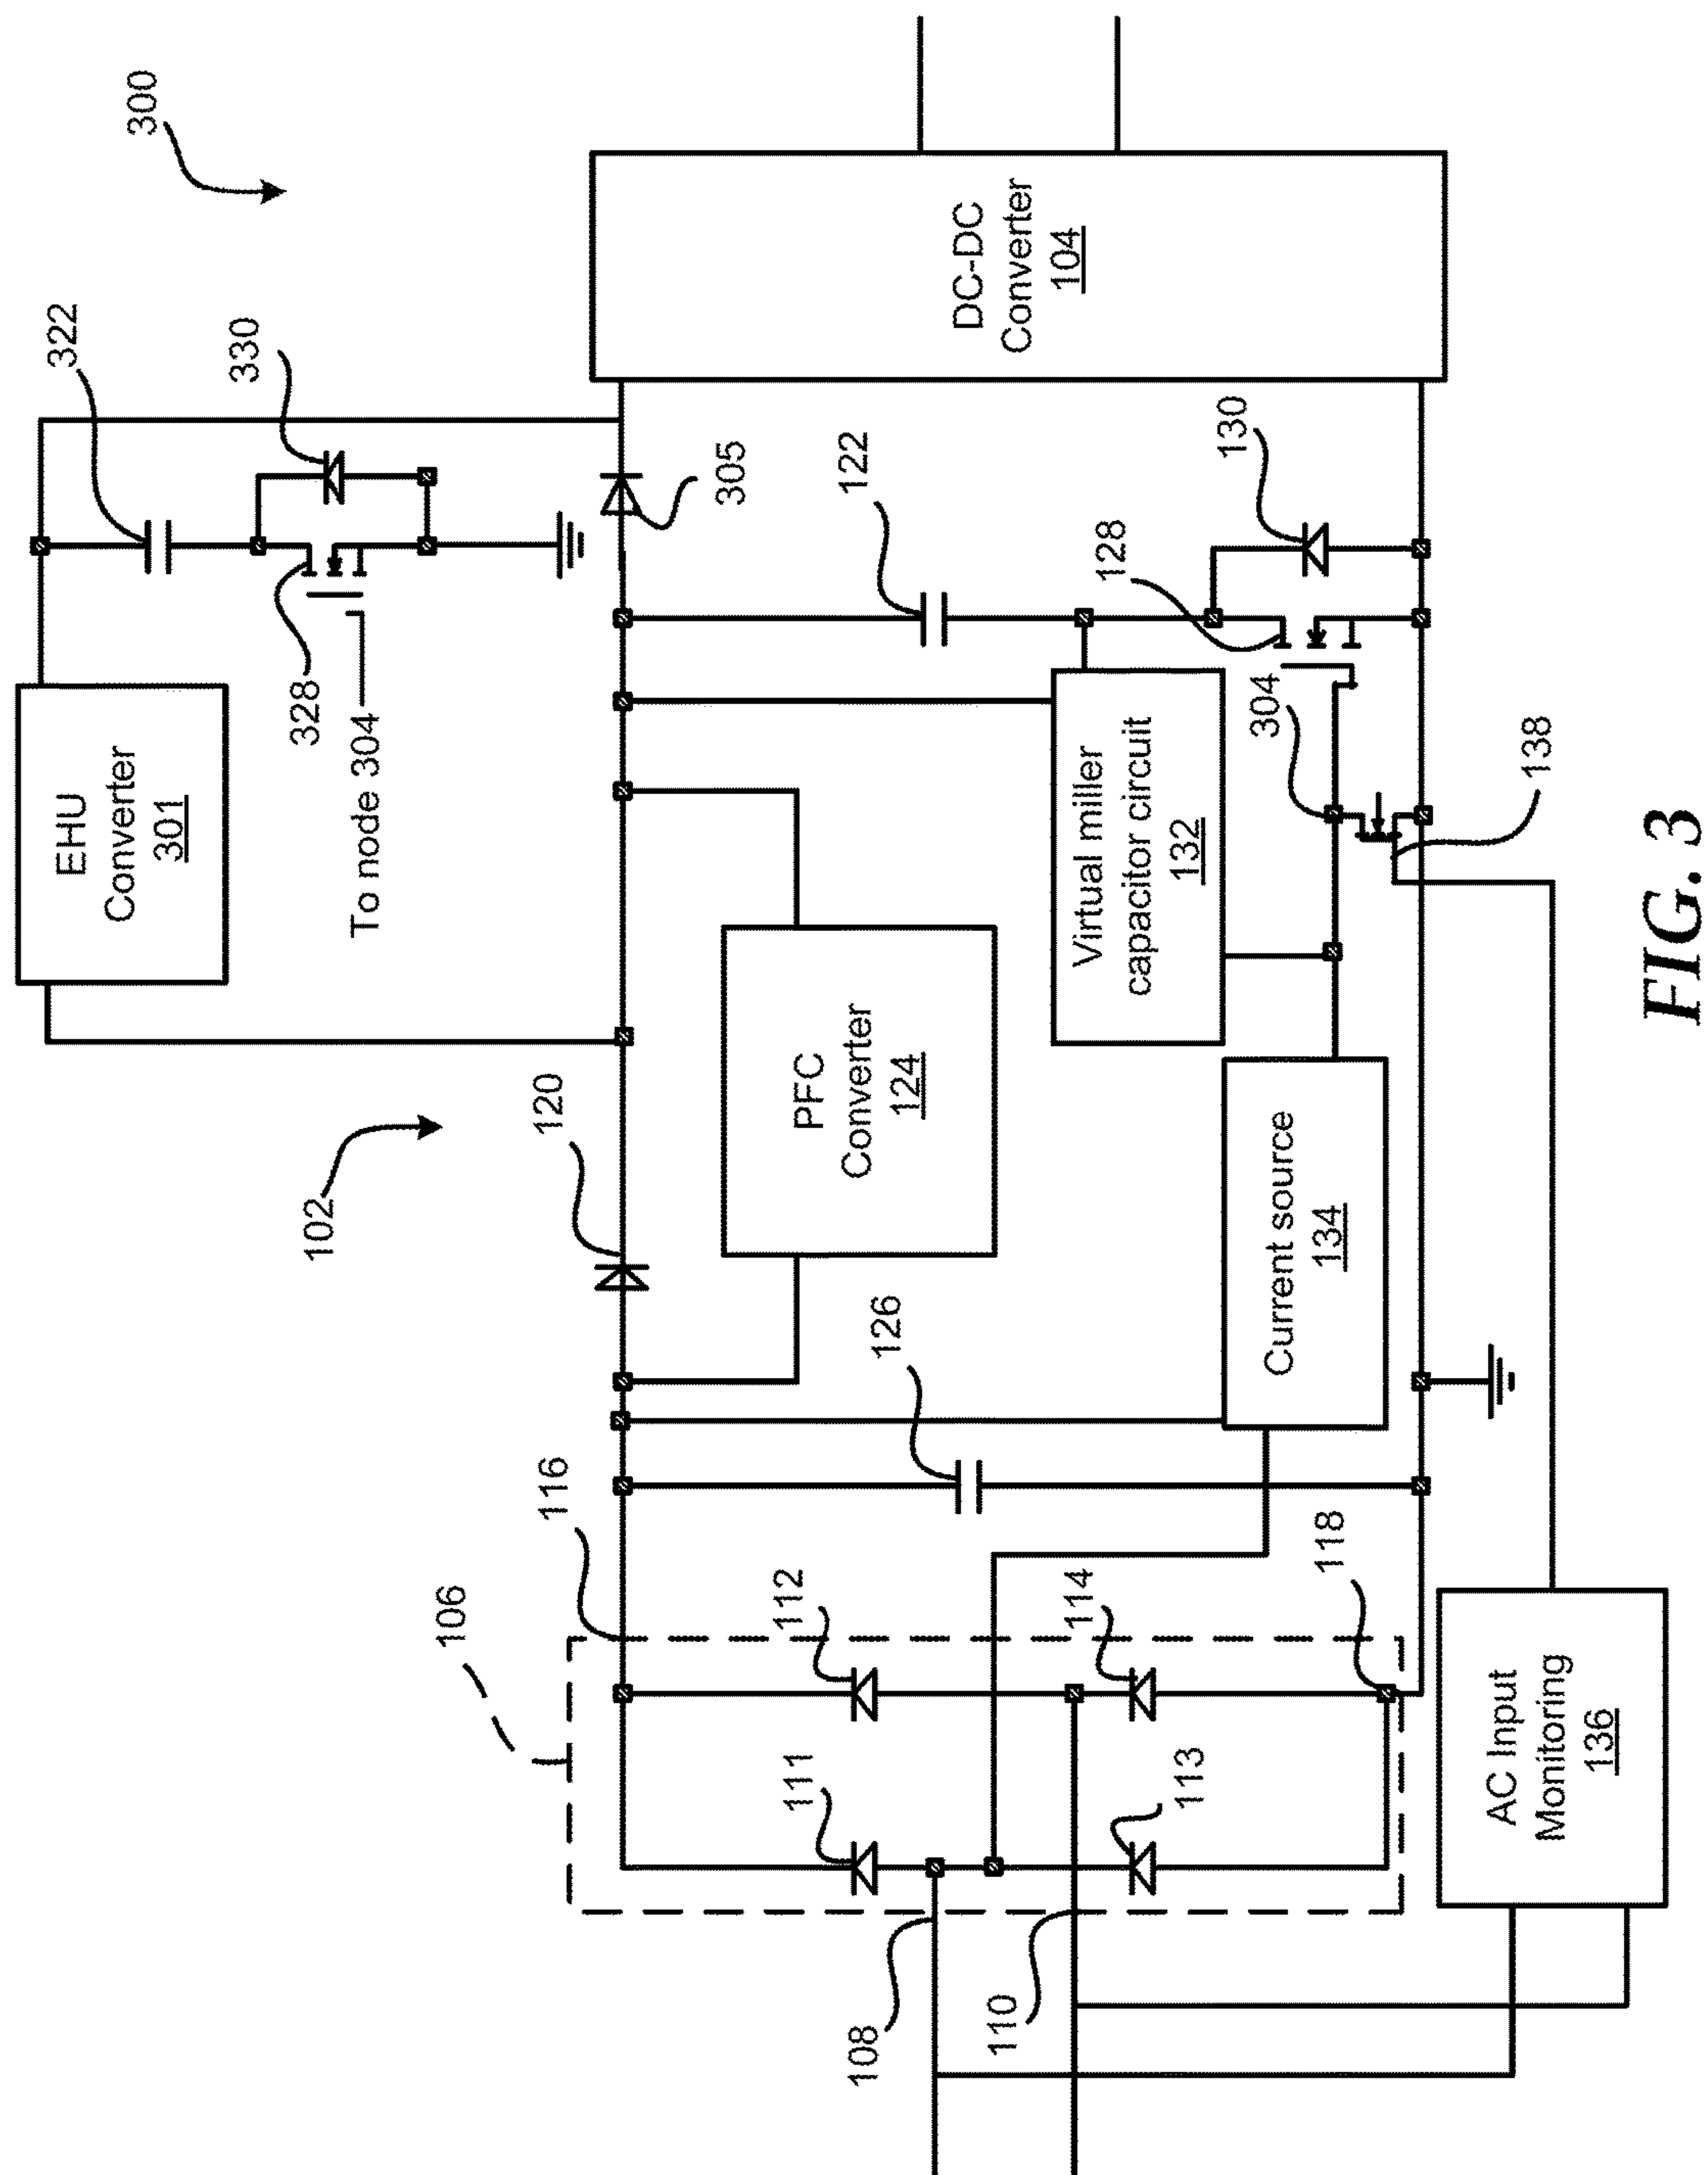 300
322
330
EHU
Converter
301
328
To node 304
102
305
DC-DC
Converter
104
120
122
130
128
304
138
PFC
Converter
124
Virtual miller
capacitor circuit
132
Current source
134
126
116
106
112
114
118
111
113
108
110
AC Input
Monitoring
136
FIG. 3